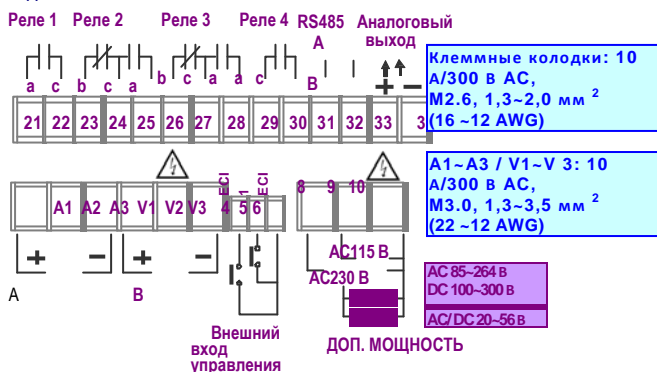 Реле 1 Реле 2 Реле 3 Реле 4 RS485 Аналоговый
A выход
a c b c a b c a a c B
21 22 23 24 25 26 27 28 29 30 31 32 33 3
Клеммные колодки: 10
А/300 В AC,
M2.6, 1,3~2,0 мм 2
(16 ~12 AWG)
A1~A3 / V1~V 3: 10
А/300 В AC,
M3.0, 1,3~3,5 мм 2
(22 ~12 AWG)
A1 A2 A3 V1 V2 V3 4 ECI 5 1 6 ECI 8 9 10
AC115 В
AC230 В
A B
AC 85~264 В
DC 100~300 В
AC/DC 20~56 В
Внешний
вход
управления
ДОП. МОЩНОСТЬ